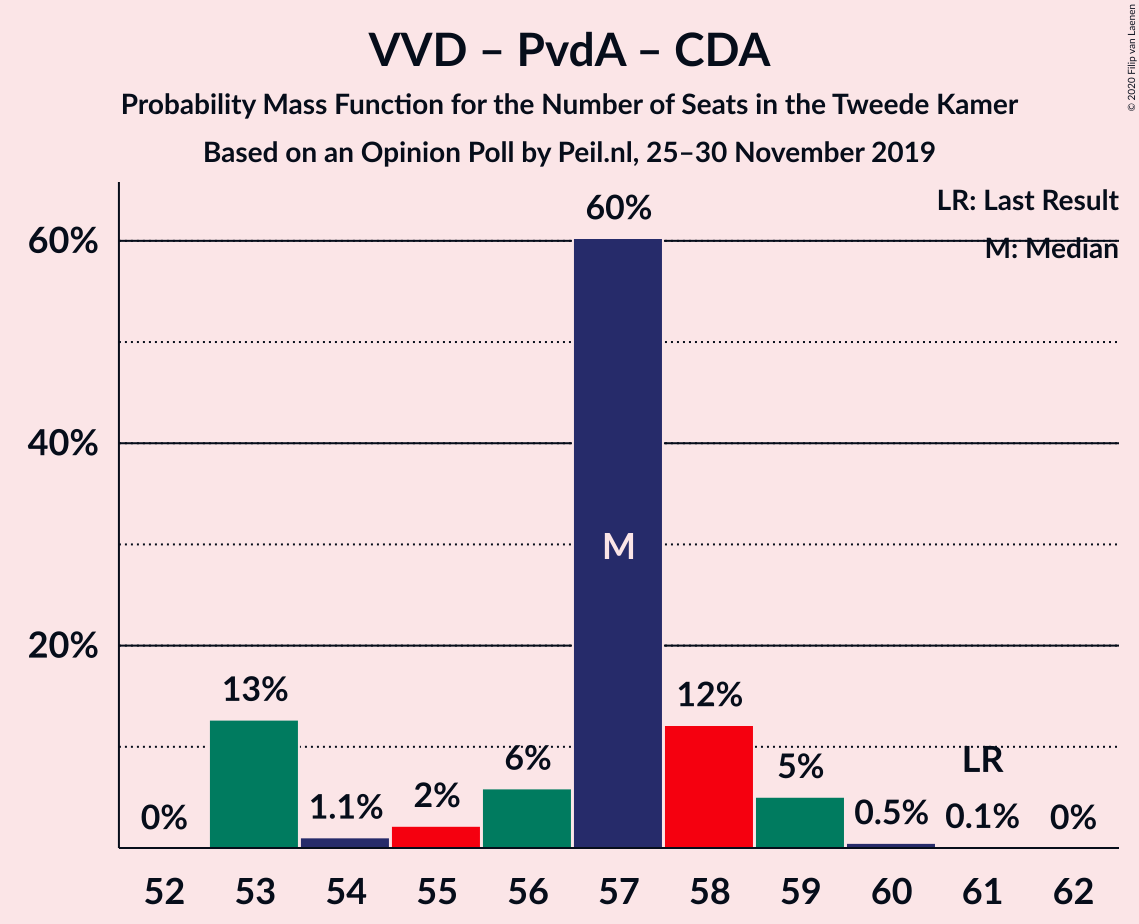 VVD – PvdA – CDA
Probability Mass Function for the Number of Seats in the Tweede Kamer
Based on an Opinion Poll by Peil.nl, 25–30 November 2019
© 2020 Filip van Laenen
LR: Last Result
M: Median
60%
40%
20%
0%
13%
1.1%
2%
6%
60%
M
12%
5%
0.5%
LR
0.1%
0%
52 53 54 55 56 57 58 59 60 61 62